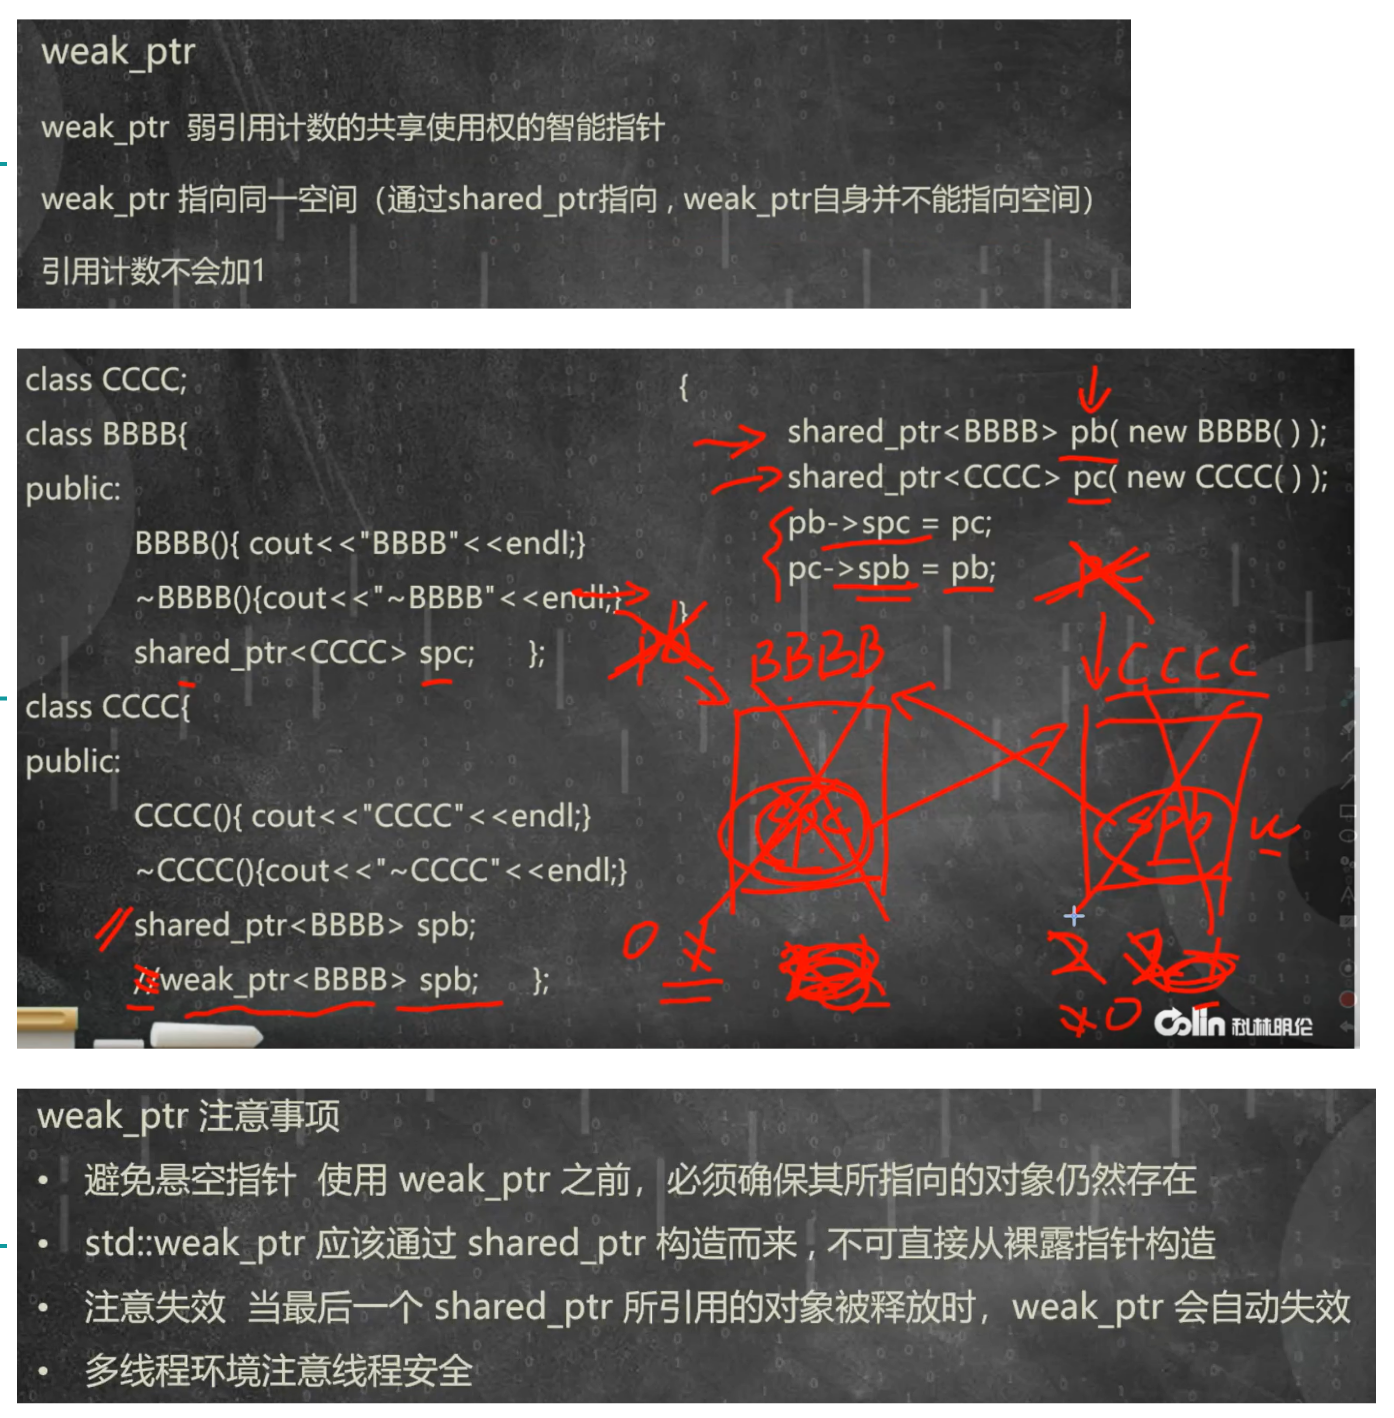 weak_ptr
weak_ptr 弱引用计数的共享使用权的智能指针
weak_ptr 指向同一空间（通过shared_ptr指向 , weak_ptr自身并不能指向空间）
引用计数不会加1
class CCCC;
class BBBB{
public:
BBBB(){ cout<<"BBBB"<<endl;}
~BBBB(){cout<<"~BBBB"<<endl;}
shared_ptr<CCCC> spc; };
class CCCC{
public:
CCCC(){ cout<<"CCCC"<<endl;}
~CCCC(){cout<<"~CCCC"<<endl;}
shared_ptr<BBBB> spb;
//weak_ptr<BBBB> spb; };
{
shared_ptr<BBBB> pb( new BBBB( ) );
shared_ptr<CCCC> pc( new CCCC( ) );
pb->spc = pc;
pc->spb = pb;
}
pc
pb
BBBB
CCCC
spc
spb
w
0
2
0
Colin 科林明伦
weak_ptr 注意事项
• 避免悬空指针 使用 weak_ptr 之前，必须确保其所指向的对象仍然存在
• std::weak_ptr 应该通过 shared_ptr 构造而来 , 不可直接从裸露指针构造
• 注意失效 当最后一个 shared_ptr 所引用的对象被释放时，weak_ptr 会自动失效
• 多线程环境注意线程安全